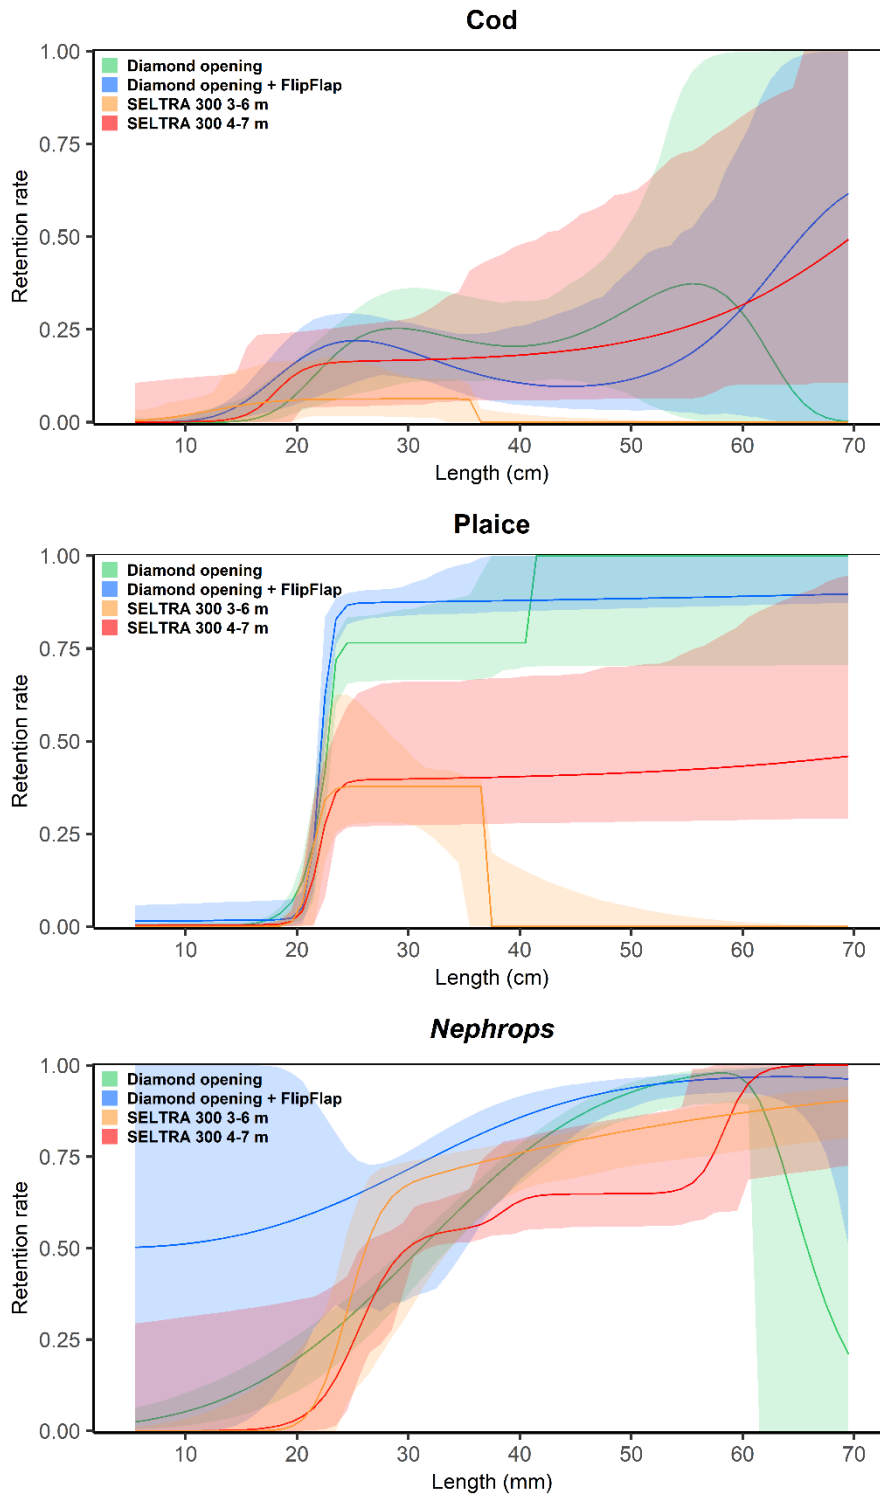 Cod
1.00
0.75
0.50
0.25
0.00
Retention rate
Diamond opening
Diamond opening + FlipFlap
SELTRA 300 3-6 m
SELTRA 300 4-7 m
10 20 30 40 50 60 70
Length (cm)
Plaice
1.00
0.75
0.50
0.25
0.00
Retention rate
Diamond opening
Diamond opening + FlipFlap
SELTRA 300 3-6 m
SELTRA 300 4-7 m
10 20 30 40 50 60 70
Length (cm)
Nephrops
1.00
0.75
0.50
0.25
0.00
Retention rate
Diamond opening
Diamond opening + FlipFlap
SELTRA 300 3-6 m
SELTRA 300 4-7 m
10 20 30 40 50 60 70
Length (mm)